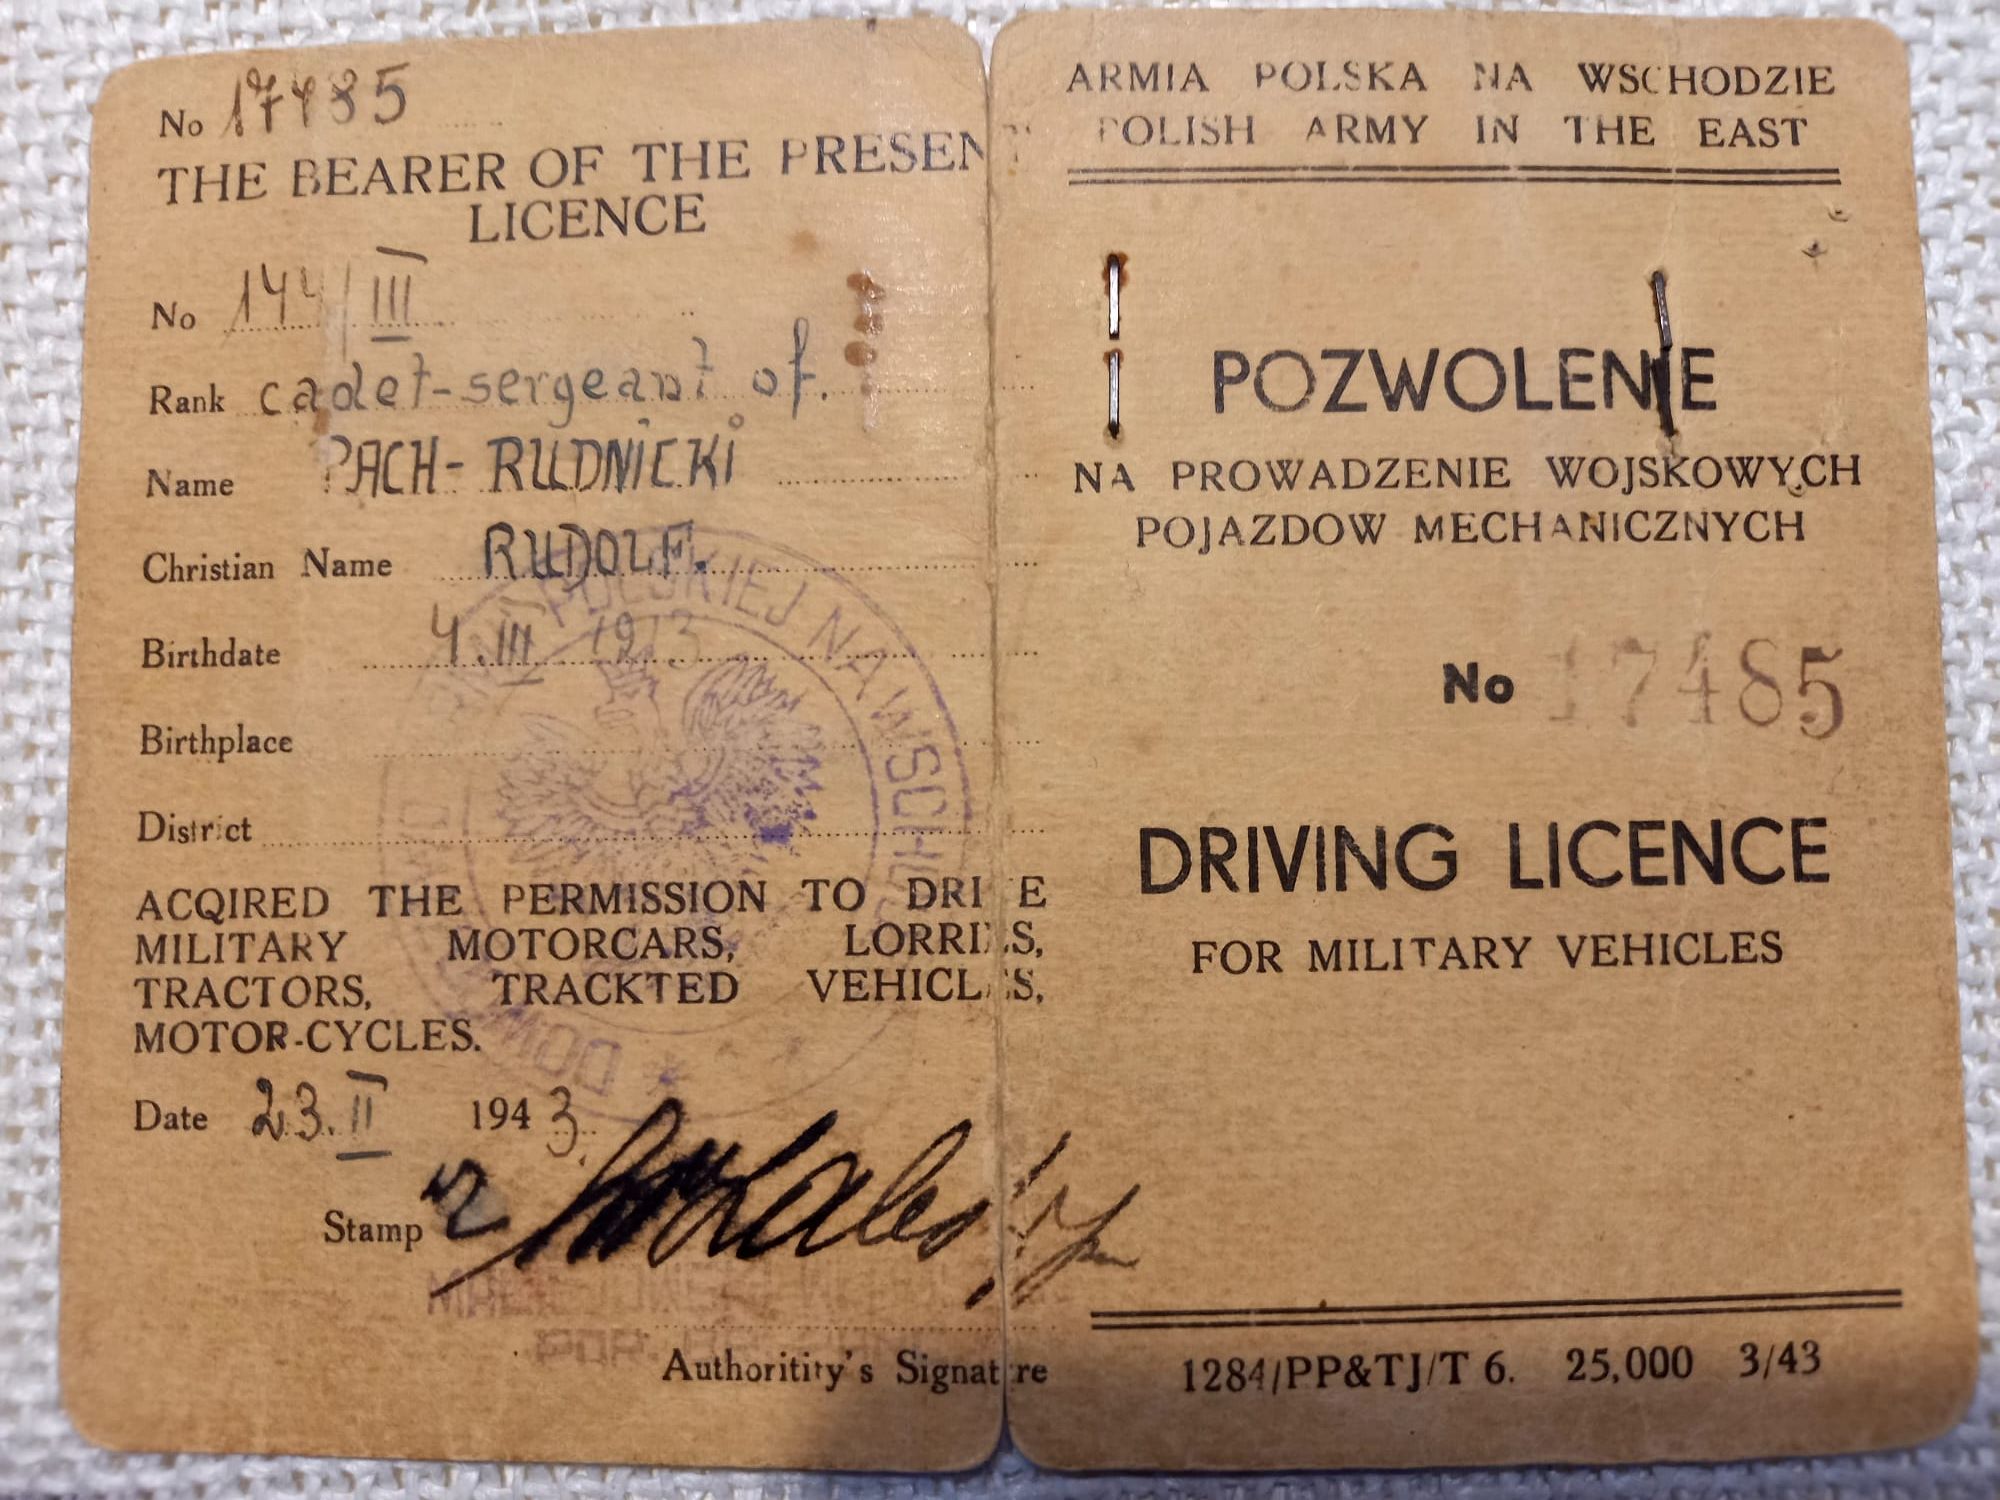 No 17485
THE BEARER OF THE PRESENT
LICENCE
No 144/III
Rank cadet-sergeant of.
Name PACH-RUDNICKI
Christian Name RUDOLF.
Birthdate 4.III 1913
Birthplace
District
ACQIRED THE PERMISSION TO DRIVE
MILITARY MOTORCARS, LORRIES,
TRACTORS, TRACKTED VEHICLES,
MOTOR-CYCLES.
Date 23.II 1943.
Stamp
Authoritity's Signature
POLSKIEJ NA WSCHODZIE
ARMIA POLSKA NA WSCHODZIE
POLISH ARMY IN THE EAST
POZWOLENIE
NA PROWADZENIE WOJSKOWYCH
POJAZDOW MECHANICZNYCH
No 17485
DRIVING LICENCE
FOR MILITARY VEHICLES
1284/PP&TJ/T 6. 25,000 3/43